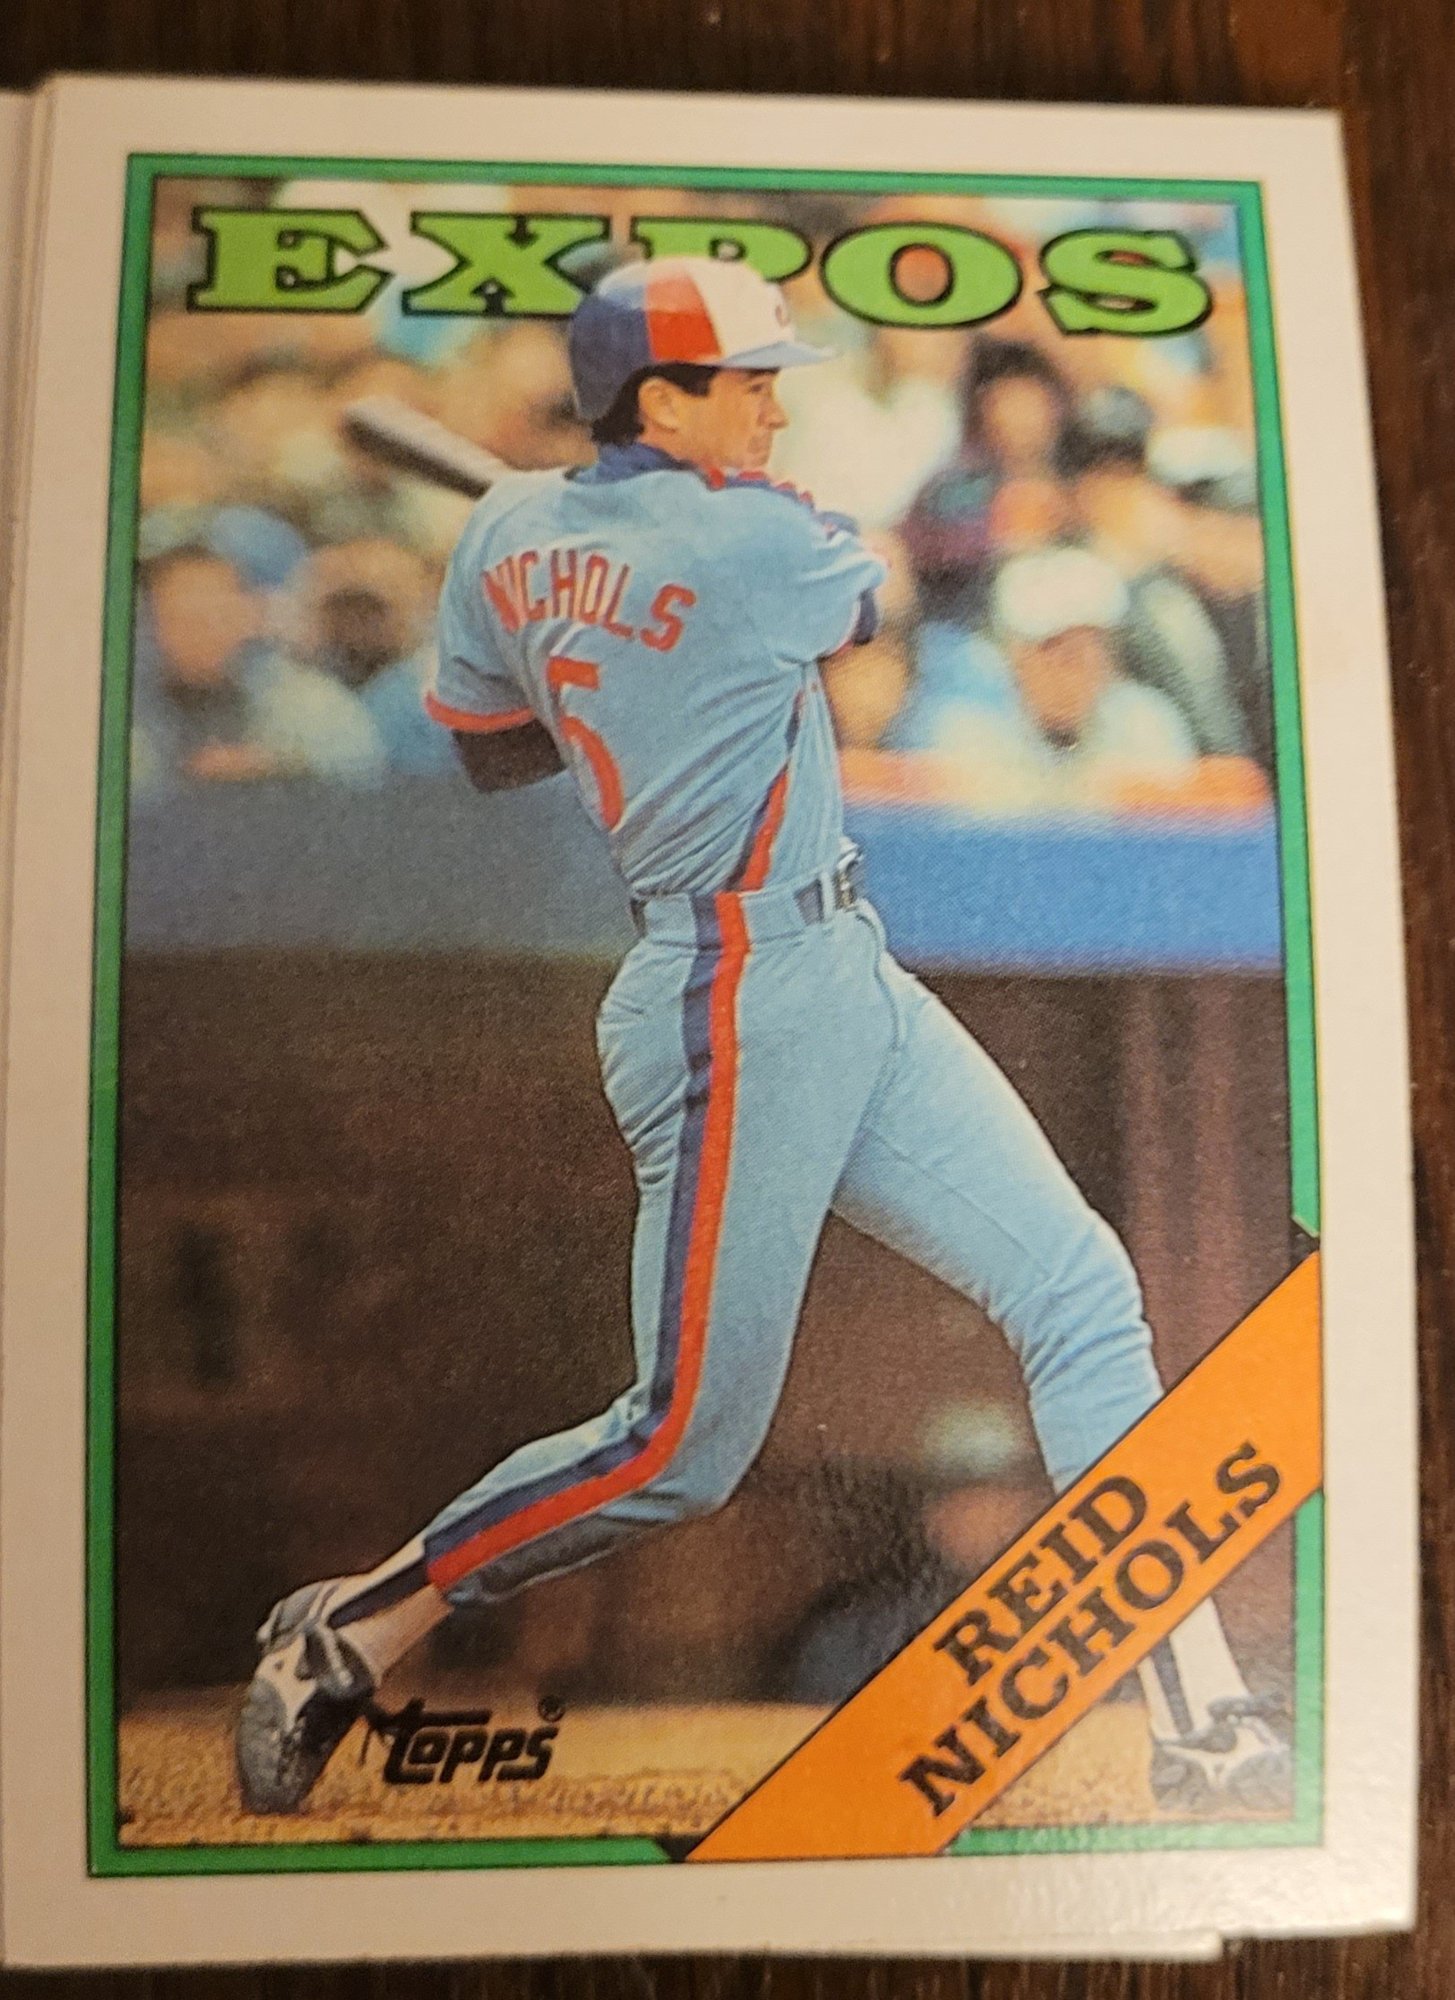 EXPOS
NICHOLS
5
topps®
REID
NICHOLS